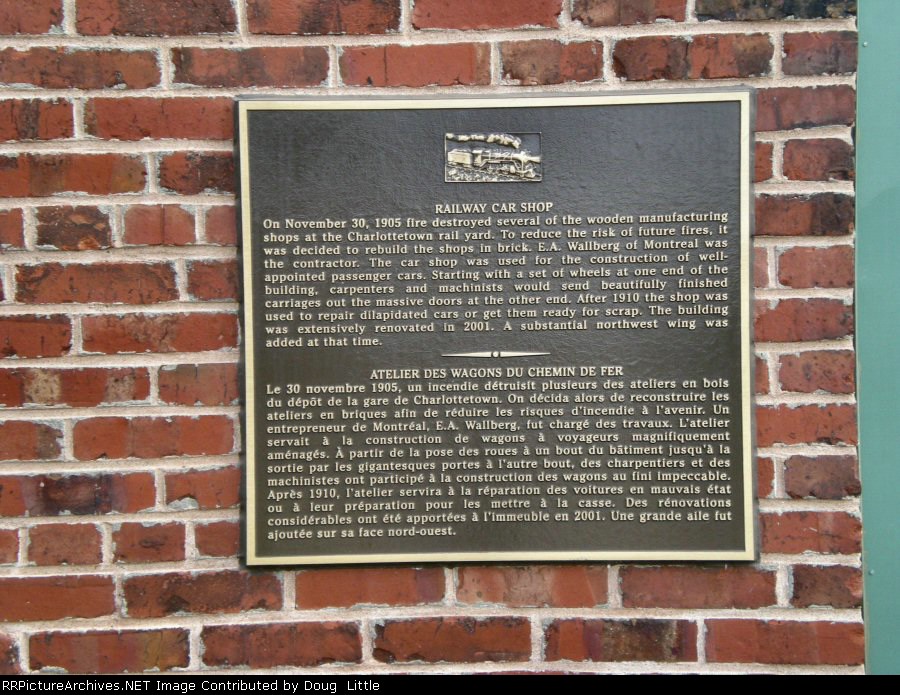 RAILWAY CAR SHOP
On November 30, 1905 fire destroyed several of the wooden manufacturing
shops at the Charlottetown rail yard. To reduce the risk of future fires, it
was decided to rebuild the shops in brick. E.A. Wallberg of Montreal was
the contractor. The car shop was used for the construction of well-
appointed passenger cars. Starting with a set of wheels at one end of the
building, carpenters and machinists would send beautifully finished
carriages out the massive doors at the other end. After 1910 the shop was
used to repair dilapidated cars or get them ready for scrap. The building
was extensively renovated in 2001. A substantial northwest wing was
added at that time.
ATELIER DES WAGONS DU CHEMIN DE FER
Le 30 novembre 1905, un incendie détruisit plusieurs des ateliers en bois
du dépôt de la gare de Charlottetown. On décida alors de reconstruire les
ateliers en briques afin de réduire les risques d'incendie à l'avenir. Un
entrepreneur de Montréal, E.A. Wallberg, fut chargé des travaux. L'atelier
servait à la construction de wagons à voyageurs magnifiquement
aménagés. À partir de la pose des roues à un bout du bâtiment jusqu'à la
sortie par les gigantesques portes à l'autre bout, des charpentiers et des
machinistes ont participé à la construction des wagons au fini impeccable.
Après 1910, l'atelier servira à la réparation des voitures en mauvais état
ou à leur préparation pour les mettre à la casse. Des rénovations
considérables ont été apportées à l'immeuble en 2001. Une grande aile fut
ajoutée sur sa face nord-ouest.
RRPictureArchives.NET Image Contributed by Doug Little